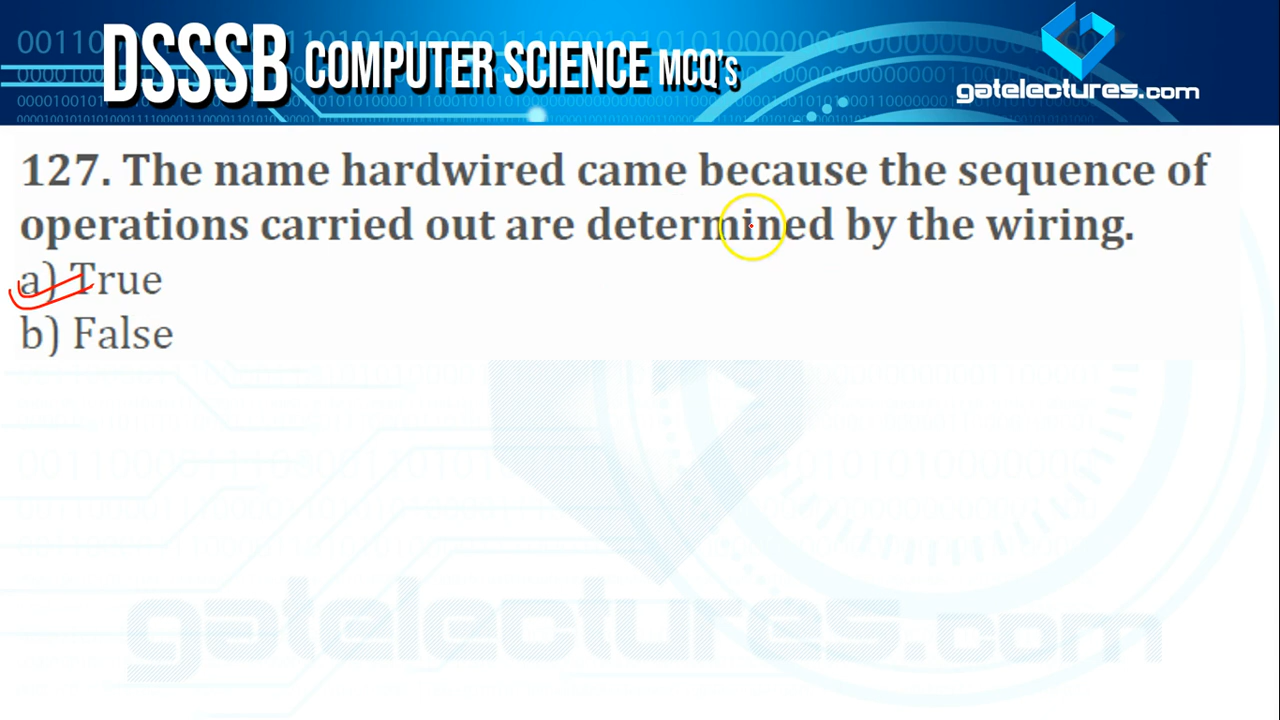 DSSSB COMPUTER SCIENCE MCQ's
gatelectures.com
127. The name hardwired came because the sequence of
operations carried out are determined by the wiring.
a) True
b) False
gatelectures.com